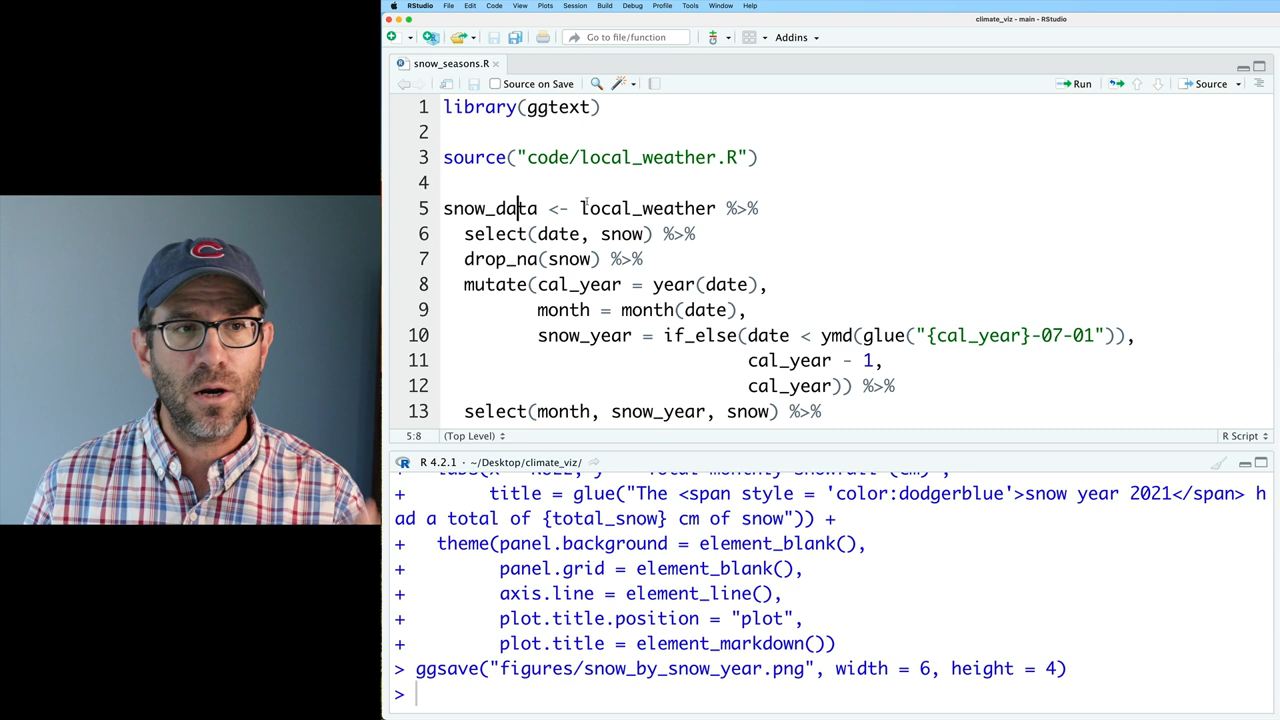 RStudio File Edit Code View Plots Session Build Debug Profile Tools Window Help
climate_viz - main - RStudio
Go to file/function Addins
snow_seasons.R
Source on Save Run Source
1 library(ggtext)
2
3 source("code/local_weather.R")
4
5 snow_data <- local_weather %>%
6 select(date, snow) %>%
7 drop_na(snow) %>%
8 mutate(cal_year = year(date),
9 month = month(date),
10 snow_year = if_else(date < ymd(glue("{cal_year}-07-01")),
11 cal_year - 1,
12 cal_year)) %>%
13 select(month, snow_year, snow) %>%
5:8 (Top Level) R Script
R 4.2.1 · ~/Desktop/climate_viz/
+ title = glue("The <span style = 'color:dodgerblue'>snow year 2021</span> h
ad a total of {total_snow} cm of snow")) +
+ theme(panel.background = element_blank(),
+ panel.grid = element_blank(),
+ axis.line = element_line(),
+ plot.title.position = "plot",
+ plot.title = element_markdown())
> ggsave("figures/snow_by_snow_year.png", width = 6, height = 4)
>